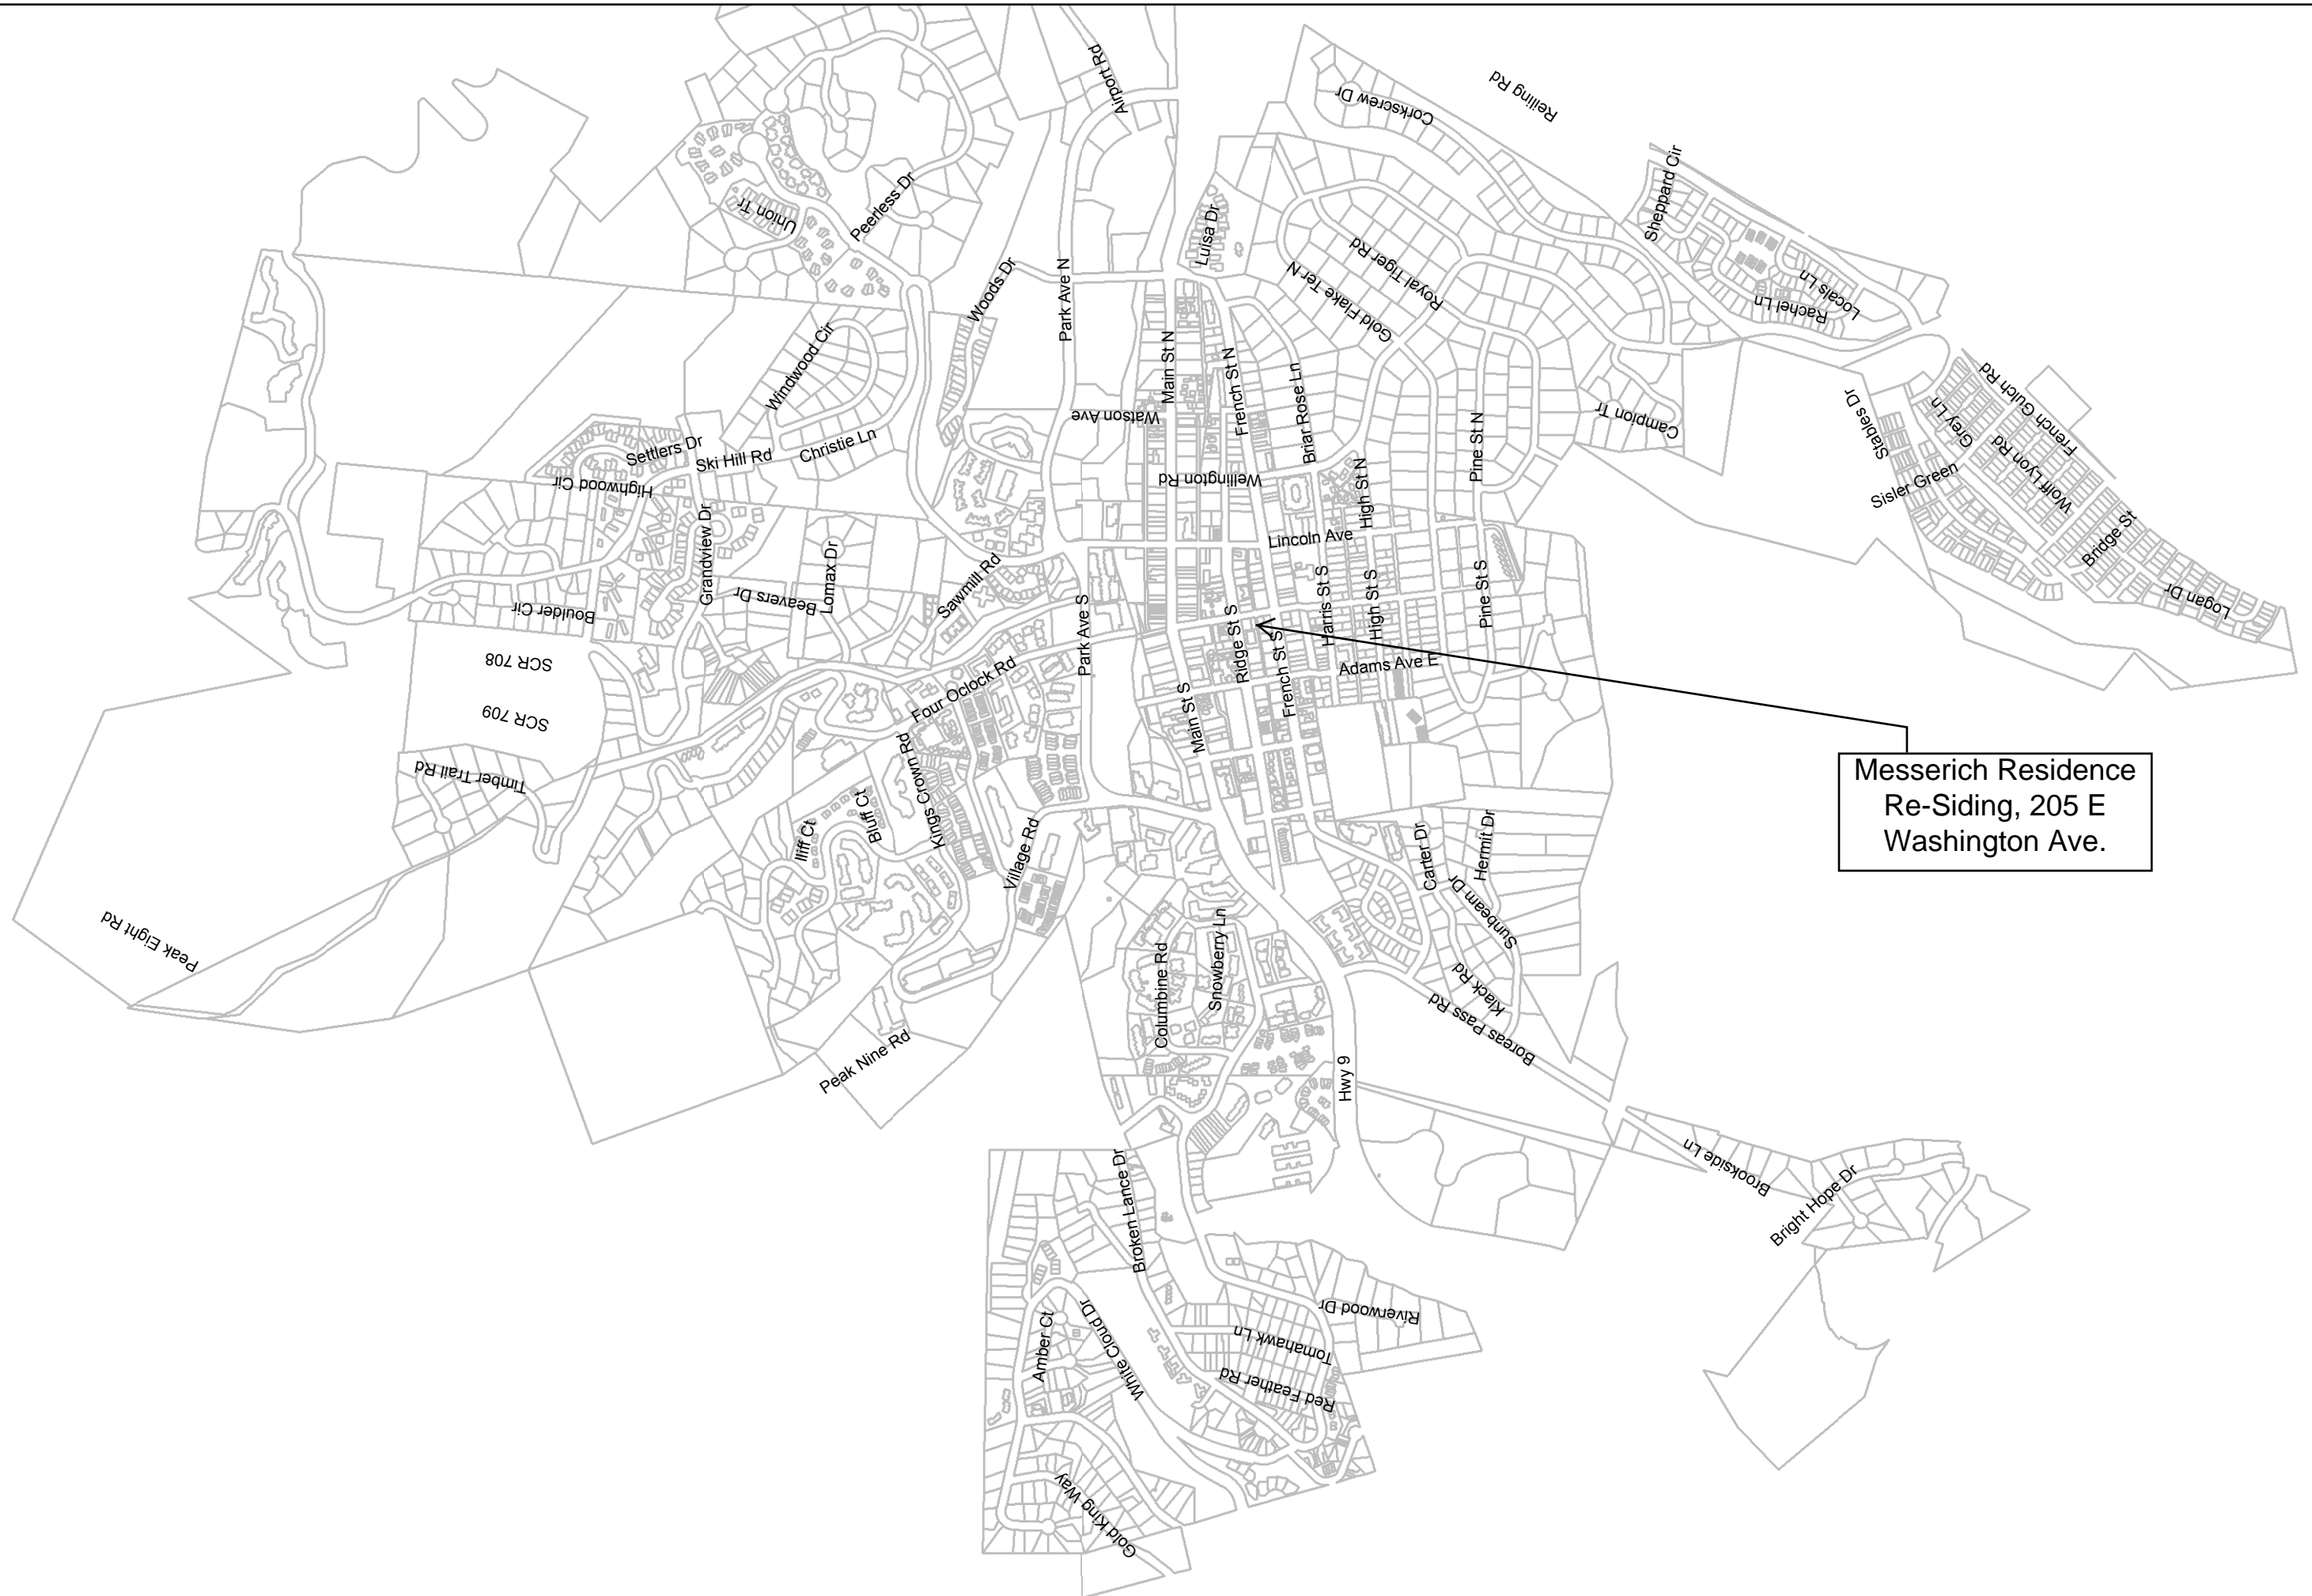 Airport Rd
Reiling Rd
Corkscrew Dr
Sheppard Cir
Peerless Dr
Union Tr
Luisa Dr
Royal Tiger Rd
Gold Flake Ter N
Woods Dr
Park Ave N
Locals Ln
Rachel Ln
Windwood Cir
Main St N
French St N
Briar Rose Ln
French Gulch Rd
Watson Ave
Campion Tr
Stables Dr
Grey Ln
Settlers Dr
Ski Hill Rd
Christie Ln
Pine St N
Wolff Lyon Rd
Highwood Cir
Wellington Rd
High St N
Sisler Green
Grandview Dr
Lincoln Ave
Bridge St
Lomax Dr
Beavers Dr
Sawmill Rd
Boulder Cir
Park Ave S
Ridge St S
Harris St S
High St S
Pine St S
Logan Dr
SCR 708
Four Oclock Rd
French St S
Adams Ave E
SCR 709
Main St S
Timber Trail Rd
Kings Crown Rd
Messerich Residence
Re-Siding, 205 E
Washington Ave.
Iliff Ct
Bluff Ct
Village Rd
Carter Dr
Hermit Dr
Sunbeam Dr
Peak Eight Rd
Columbine Rd
Snowberry Ln
Klack Rd
Boreas Pass Rd
Peak Nine Rd
Hwy 9
Brookside Ln
Bright Hope Dr
Broken Lance Dr
Riverwood Dr
Amber Ct
White Cloud Dr
Tomahawk Ln
Red Feather Rd
Gold King Way